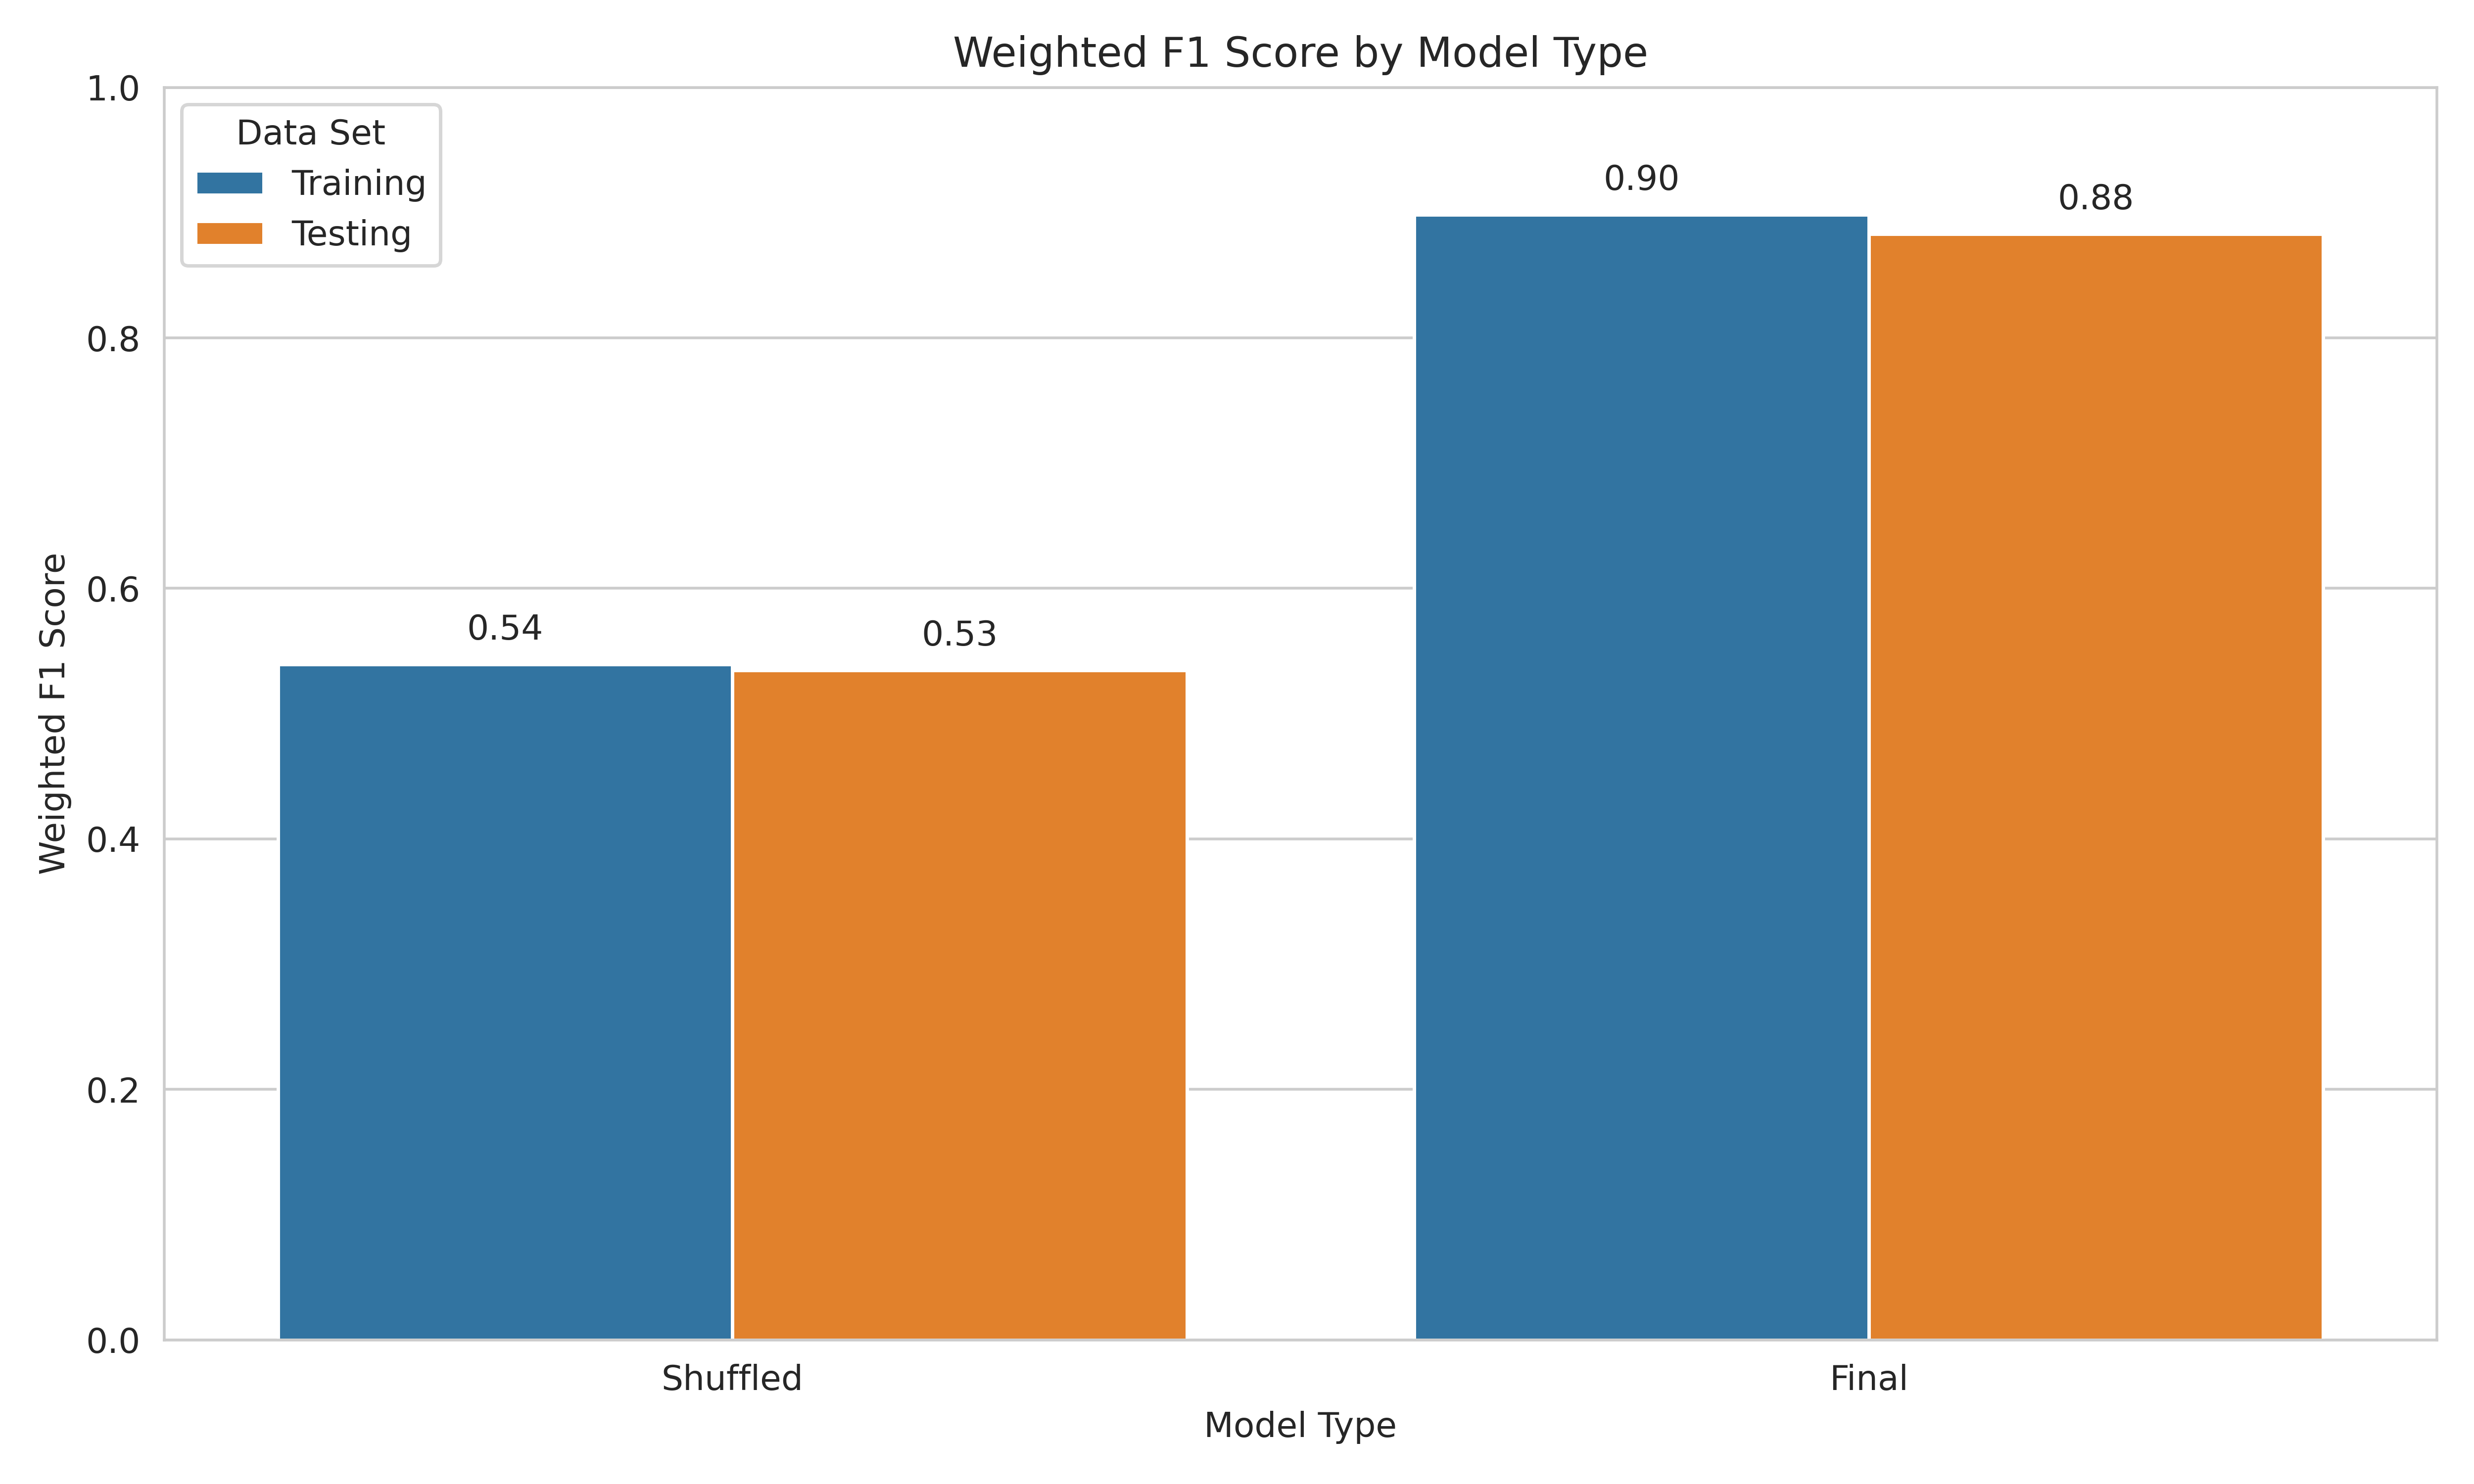 Weighted F1 Score by Model Type
Data Set
Training
Testing
Weighted F1 Score
1.0
0.8
0.6
0.4
0.2
0.0
0.54
0.53
0.90
0.88
Shuffled
Final
Model Type